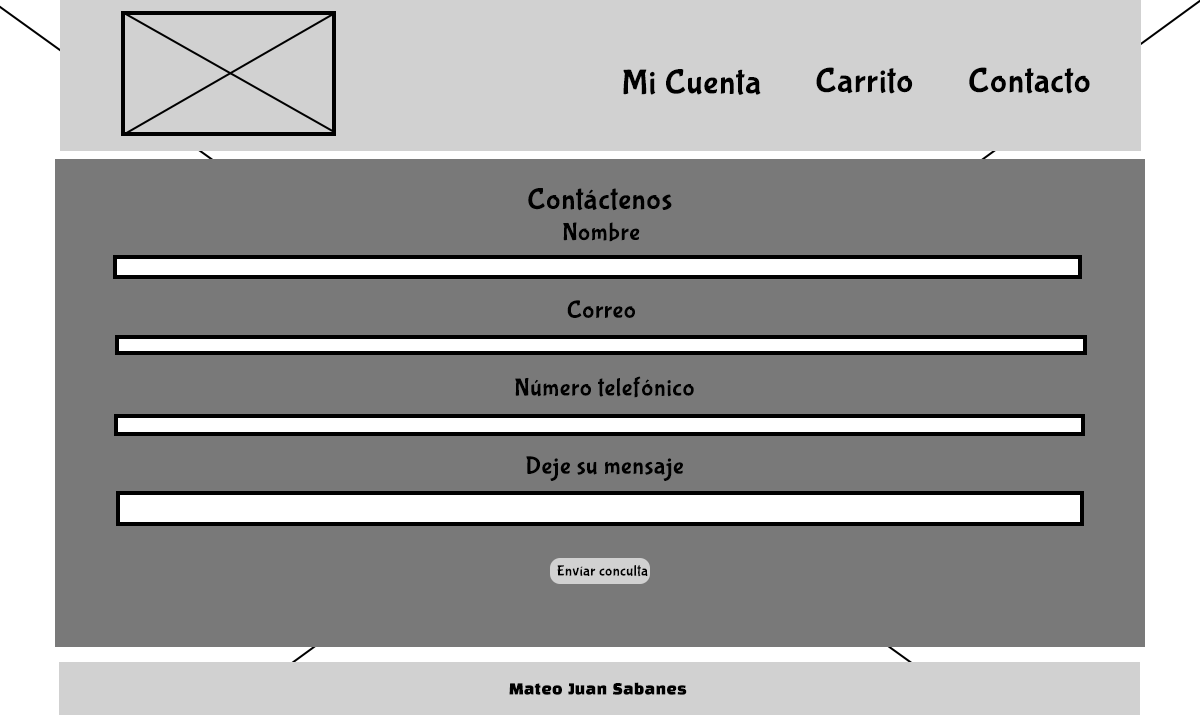 Mi Cuenta Carrito Contacto
Contáctenos
Nombre
Correo
Número telefónico
Deje su mensaje
Enviar conculta
Mateo Juan Sabanes